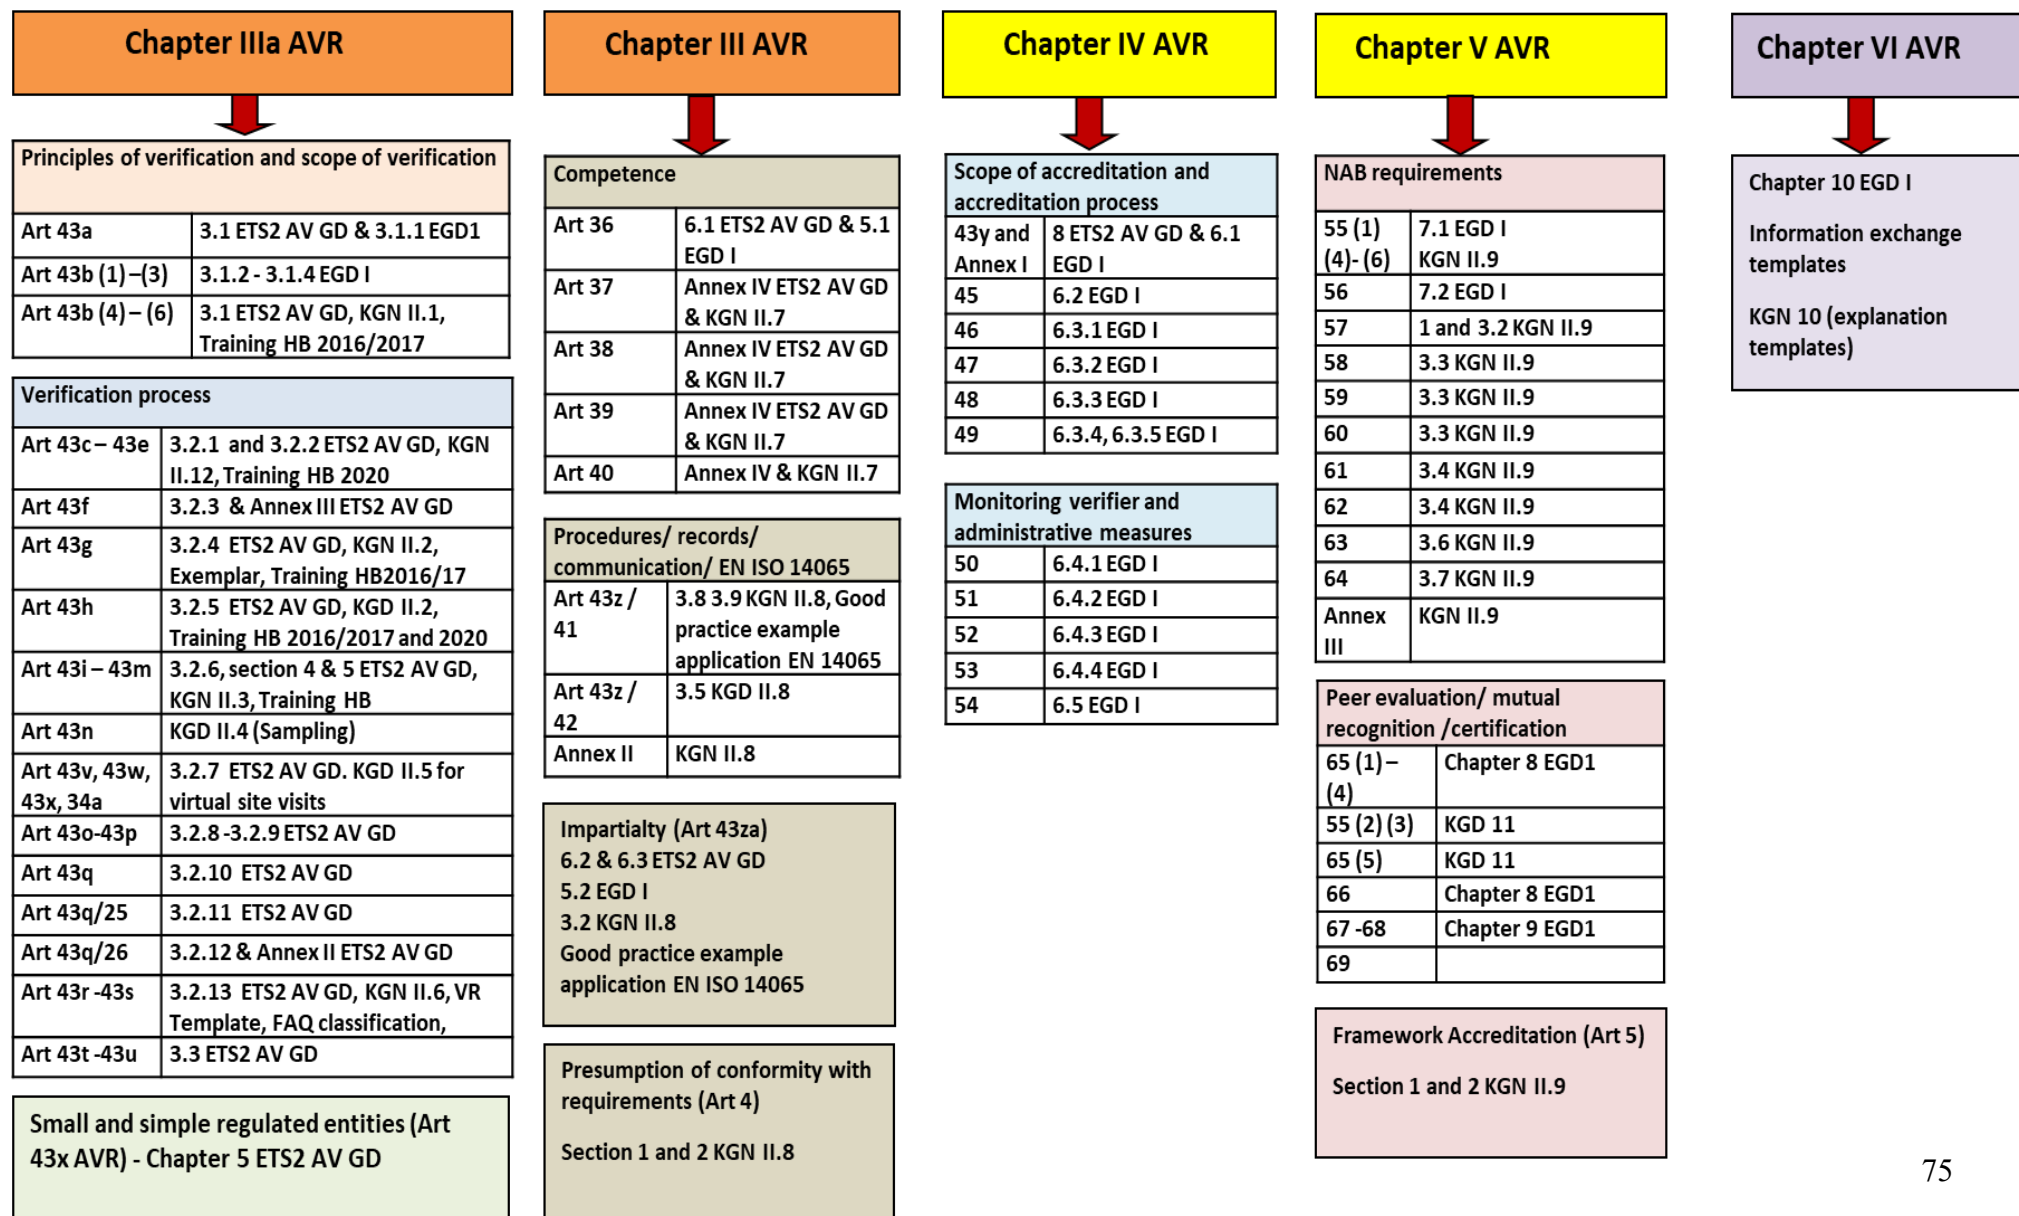 Chapter IIIa AVR
Principles of verification and scope of verification
Art 43a 3.1 ETS2 AV GD & 3.1.1 EGD1
Art 43b (1) –(3) 3.1.2 - 3.1.4 EGD I
Art 43b (4) – (6) 3.1 ETS2 AV GD, KGN II.1,
Training HB 2016/2017
Verification process
Art 43c – 43e 3.2.1 and 3.2.2 ETS2 AV GD, KGN
II.12, Training HB 2020
Art 43f 3.2.3 & Annex III ETS2 AV GD
Art 43g 3.2.4 ETS2 AV GD, KGN II.2,
Exemplar, Training HB2016/17
Art 43h 3.2.5 ETS2 AV GD, KGD II.2,
Training HB 2016/2017 and 2020
Art 43i – 43m 3.2.6, section 4 & 5 ETS2 AV GD,
KGN II.3, Training HB
Art 43n KGD II.4 (Sampling)
Art 43v, 43w, 3.2.7 ETS2 AV GD. KGD II.5 for
43x, 34a virtual site visits
Art 43o-43p 3.2.8 -3.2.9 ETS2 AV GD
Art 43q 3.2.10 ETS2 AV GD
Art 43q/25 3.2.11 ETS2 AV GD
Art 43q/26 3.2.12 & Annex II ETS2 AV GD
Art 43r -43s 3.2.13 ETS2 AV GD, KGN II.6, VR
Template, FAQ classification,
Art 43t -43u 3.3 ETS2 AV GD
Small and simple regulated entities (Art
43x AVR) - Chapter 5 ETS2 AV GD
Chapter III AVR
Competence
Art 36 6.1 ETS2 AV GD & 5.1
EGD I
Art 37 Annex IV ETS2 AV GD
& KGN II.7
Art 38 Annex IV ETS2 AV GD
& KGN II.7
Art 39 Annex IV ETS2 AV GD
& KGN II.7
Art 40 Annex IV & KGN II.7
Procedures/ records/
communication/ EN ISO 14065
Art 43z / 3.8 3.9 KGN II.8, Good
41 practice example
application EN 14065
Art 43z / 3.5 KGD II.8
42
Annex II KGN II.8
Impartialty (Art 43za)
6.2 & 6.3 ETS2 AV GD
5.2 EGD I
3.2 KGN II.8
Good practice example
application EN ISO 14065
Presumption of conformity with
requirements (Art 4)
Section 1 and 2 KGN II.8
Chapter IV AVR
Scope of accreditation and
accreditation process
43y and 8 ETS2 AV GD & 6.1
Annex I EGD I
45 6.2 EGD I
46 6.3.1 EGD I
47 6.3.2 EGD I
48 6.3.3 EGD I
49 6.3.4, 6.3.5 EGD I
Monitoring verifier and
administrative measures
50 6.4.1 EGD I
51 6.4.2 EGD I
52 6.4.3 EGD I
53 6.4.4 EGD I
54 6.5 EGD I
Chapter V AVR
NAB requirements
55 (1) 7.1 EGD I
(4)- (6) KGN II.9
56 7.2 EGD I
57 1 and 3.2 KGN II.9
58 3.3 KGN II.9
59 3.3 KGN II.9
60 3.3 KGN II.9
61 3.4 KGN II.9
62 3.4 KGN II.9
63 3.6 KGN II.9
64 3.7 KGN II.9
Annex KGN II.9
III
Peer evaluation/ mutual
recognition /certification
65 (1) – Chapter 8 EGD1
(4)
55 (2) (3) KGD 11
65 (5) KGD 11
66 Chapter 8 EGD1
67 -68 Chapter 9 EGD1
69
Framework Accreditation (Art 5)
Section 1 and 2 KGN II.9
Chapter VI AVR
Chapter 10 EGD I
Information exchange
templates
KGN 10 (explanation
templates)
75